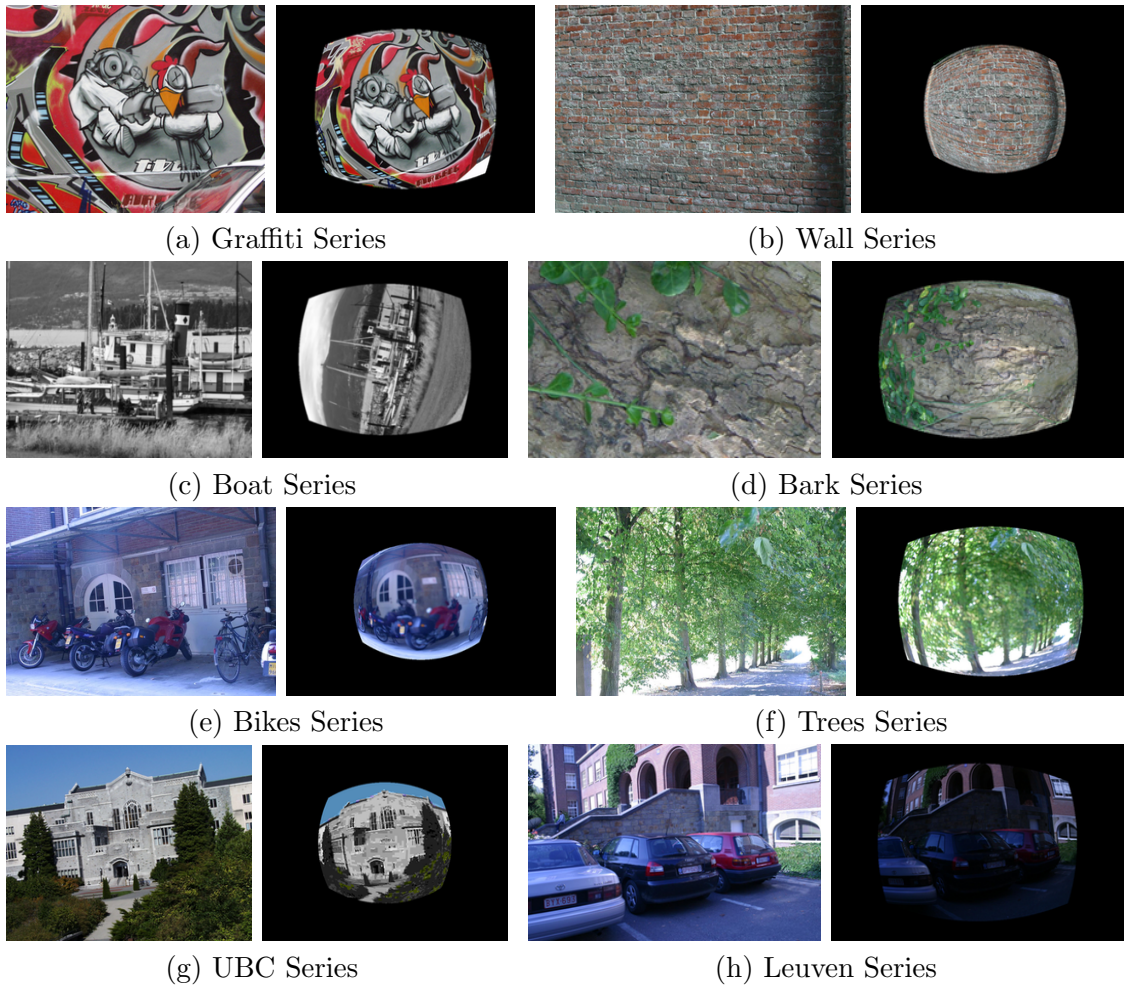 (a) Graffiti Series
(b) Wall Series
(c) Boat Series
(d) Bark Series
(e) Bikes Series
(f) Trees Series
(g) UBC Series
(h) Leuven Series